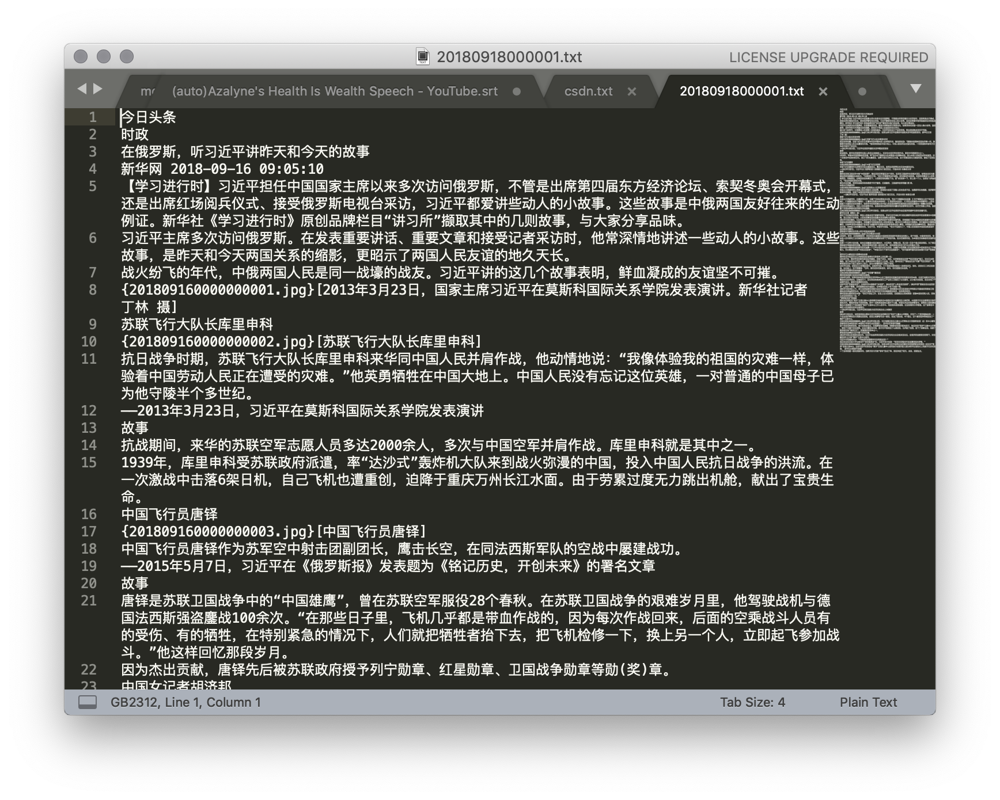 20180918000001.txt
LICENSE UPGRADE REQUIRED
(auto)Azalyne's Health Is Wealth Speech - YouTube.srt
csdn.txt
20180918000001.txt
1 今日头条
2 时政
3 在俄罗斯，听习近平讲昨天和今天的故事
4 新华网 2018-09-16 09:05:10
5 【学习进行时】习近平担任中国国家主席以来多次访问俄罗斯，不管是出席第四届东方经济论坛、索契冬奥会开幕式，
还是出席红场阅兵仪式、接受俄罗斯电视台采访，习近平都爱讲些动人的小故事。这些故事是中俄两国友好往来的生动
例证。新华社《学习进行时》原创品牌栏目“讲习所”撷取其中的几则故事，与大家分享品味。
6 习近平主席多次访问俄罗斯。在发表重要讲话、重要文章和接受记者采访时，他常深情地讲述一些动人的小故事。这些
故事，是昨天和今天两国关系的缩影，更昭示了两国人民友谊的地久天长。
7 战火纷飞的年代，中俄两国人民是同一战壕的战友。习近平讲的这几个故事表明，鲜血凝成的友谊坚不可摧。
8 {201809160000000001.jpg}[2013年3月23日，国家主席习近平在莫斯科国际关系学院发表演讲。新华社记者
丁林 摄]
9 苏联飞行大队长库里申科
10 {201809160000000002.jpg}[苏联飞行大队长库里申科]
11 抗日战争时期，苏联飞行大队长库里申科来华同中国人民并肩作战，他动情地说：“我像体验我的祖国的灾难一样，体
验着中国劳动人民正在遭受的灾难。”他英勇牺牲在中国大地上。中国人民没有忘记这位英雄，一对普通的中国母子已
为他守陵半个多世纪。
12 ——2013年3月23日，习近平在莫斯科国际关系学院发表演讲
13 故事
14 抗战期间，来华的苏联空军志愿人员多达2000余人，多次与中国空军并肩作战。库里申科就是其中之一。
15 1939年，库里申科受苏联政府派遣，率“达沙式”轰炸机大队来到战火弥漫的中国，投入中国人民抗日战争的洪流。在
一次激战中击落6架日机，自己飞机也遭重创，迫降于重庆万州长江水面。由于劳累过度无力跳出机舱，献出了宝贵生
命。
16 中国飞行员唐铎
17 {201809160000000003.jpg}[中国飞行员唐铎]
18 中国飞行员唐铎作为苏军空中射击团副团长，鹰击长空，在同法西斯军队的空战中屡建战功。
19 ——2015年5月7日，习近平在《俄罗斯报》发表题为《铭记历史，开创未来》的署名文章
20 故事
21 唐铎是苏联卫国战争中的“中国雄鹰”，曾在苏联空军服役28个春秋。在苏联卫国战争的艰难岁月里，他驾驶战机与德
国法西斯强盗鏖战100余次。“在那些日子里，飞机几乎都是带血作战的，因为每次作战回来，后面的空乘战斗人员有
的受伤、有的牺牲，在特别紧急的情况下，人们就把牺牲者抬下去，把飞机检修一下，换上另一个人，立即起飞参加战
斗。”他这样回忆那段岁月。
22 因为杰出贡献，唐铎先后被苏联政府授予列宁勋章、红星勋章、卫国战争勋章等勋(奖)章。
23 中国女记者胡济邦
GB2312, Line 1, Column 1
Tab Size: 4
Plain Text